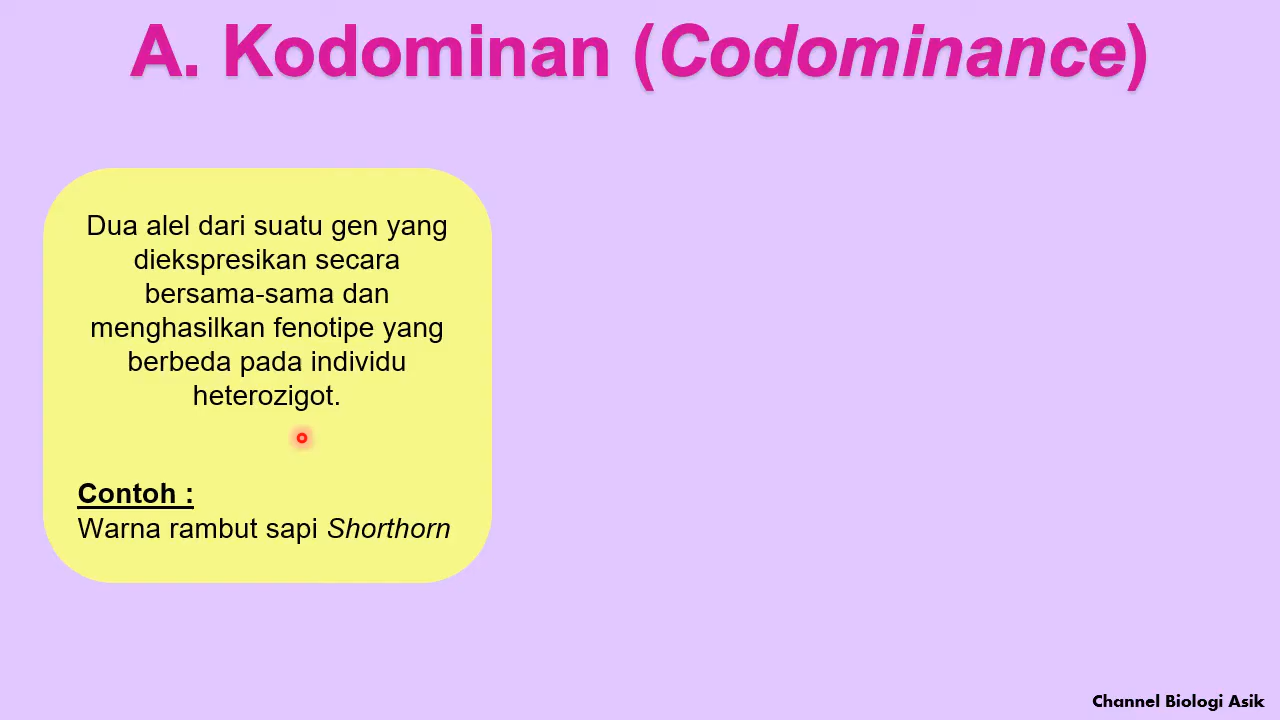 A. Kodominan (Codominance)
Dua alel dari suatu gen yang
diekspresikan secara
bersama-sama dan
menghasilkan fenotipe yang
berbeda pada individu
heterozigot.
Contoh :
Warna rambut sapi Shorthorn
Channel Biologi Asik